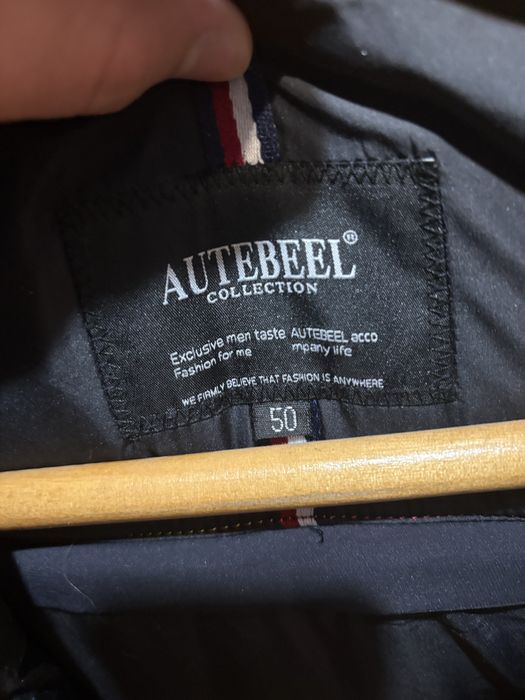 AUTEBEEL®
COLLECTION
Exclusive men taste AUTEBEEL acco
Fashion for me mpany life
WE FIRMLY BELIEVE THAT FASHION IS ANYWHERE
50